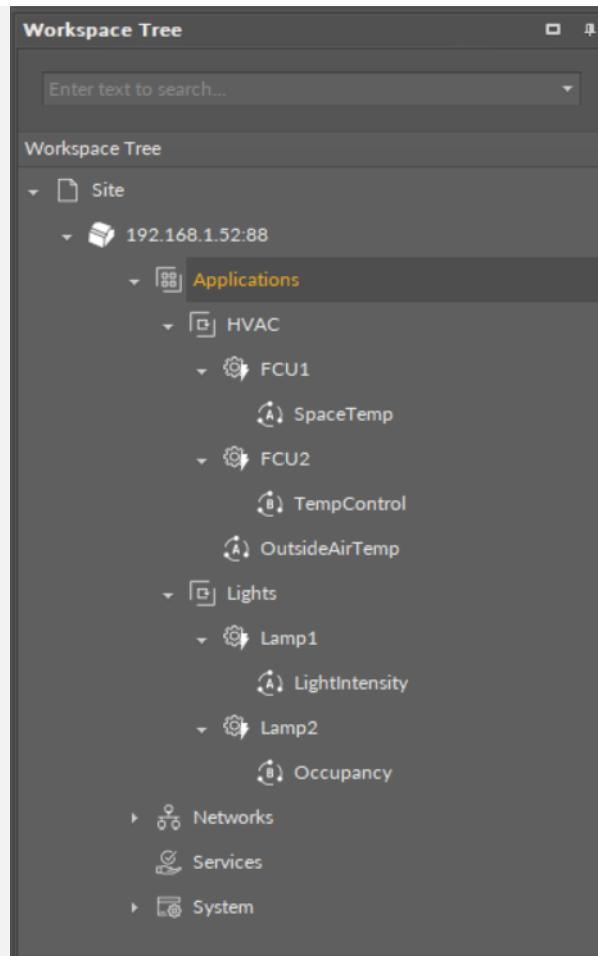 Workspace Tree
Enter text to search...
Workspace Tree
Site
192.168.1.52:88
Applications
HVAC
FCU1
A SpaceTemp
FCU2
B TempControl
A OutsideAirTemp
Lights
Lamp1
A LightIntensity
Lamp2
B Occupancy
Networks
Services
System